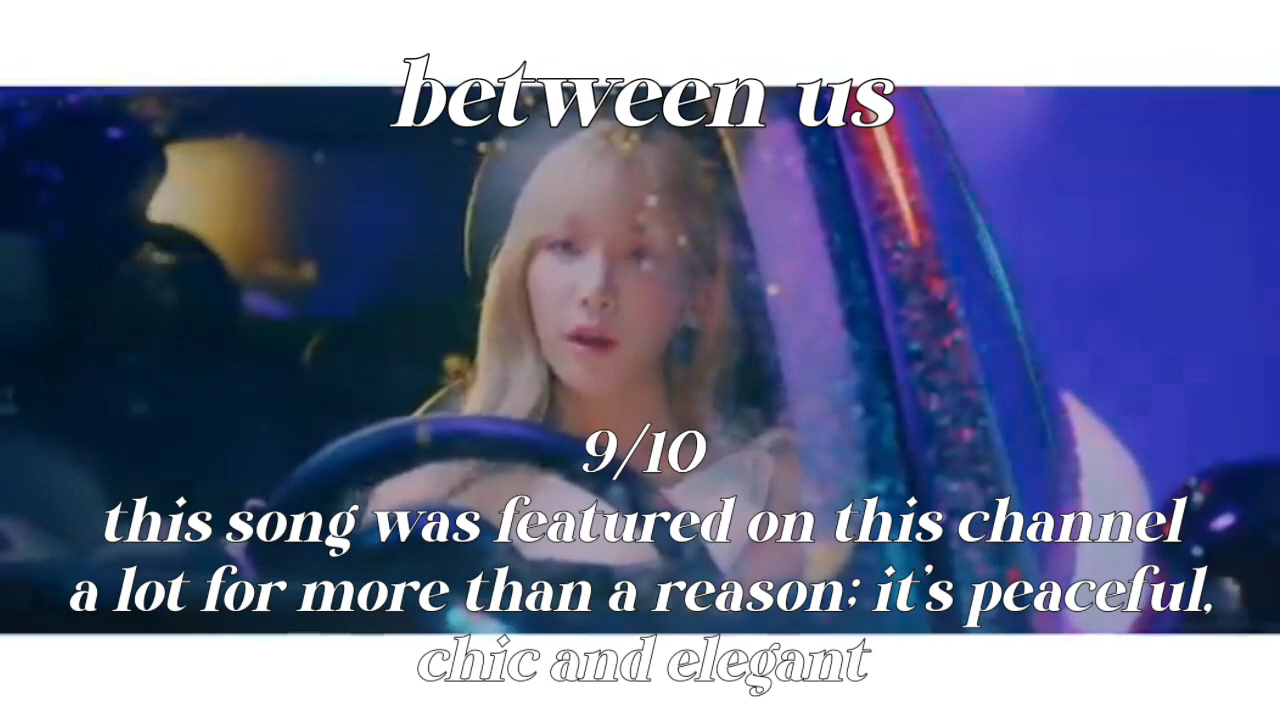 between us
9/10
this song was featured on this channel
a lot for more than a reason; it's peaceful,
chic and elegant